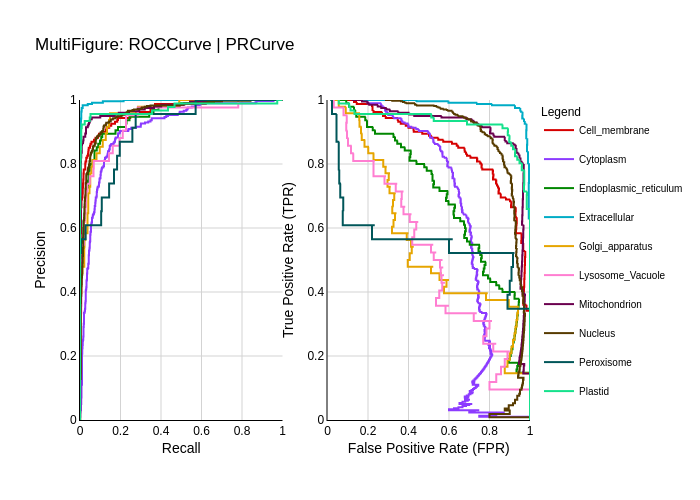 MultiFigure: ROCCurve | PRCurve
Precision
1
0.8
0.6
0.4
0.2
0
0 0.2 0.4 0.6 0.8 1
Recall
True Positive Rate (TPR)
1
0.8
0.6
0.4
0.2
0
0 0.2 0.4 0.6 0.8 1
False Positive Rate (FPR)
Legend
Cell_membrane
Cytoplasm
Endoplasmic_reticulum
Extracellular
Golgi_apparatus
Lysosome_Vacuole
Mitochondrion
Nucleus
Peroxisome
Plastid